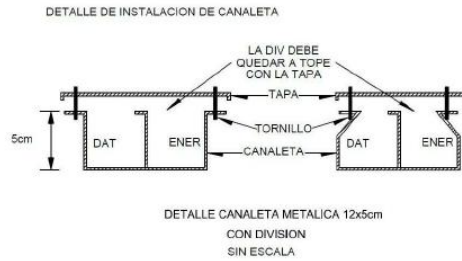 DETALLE DE INSTALACION DE CANALETA
LA DIV DEBE
QUEDAR A TOPE
CON LA TAPA
TAPA
5cm
TORNILLO
DAT
ENER
DAT
ENER
CANALETA
DETALLE CANALETA METALICA 12x5cm
CON DIVISION
SIN ESCALA